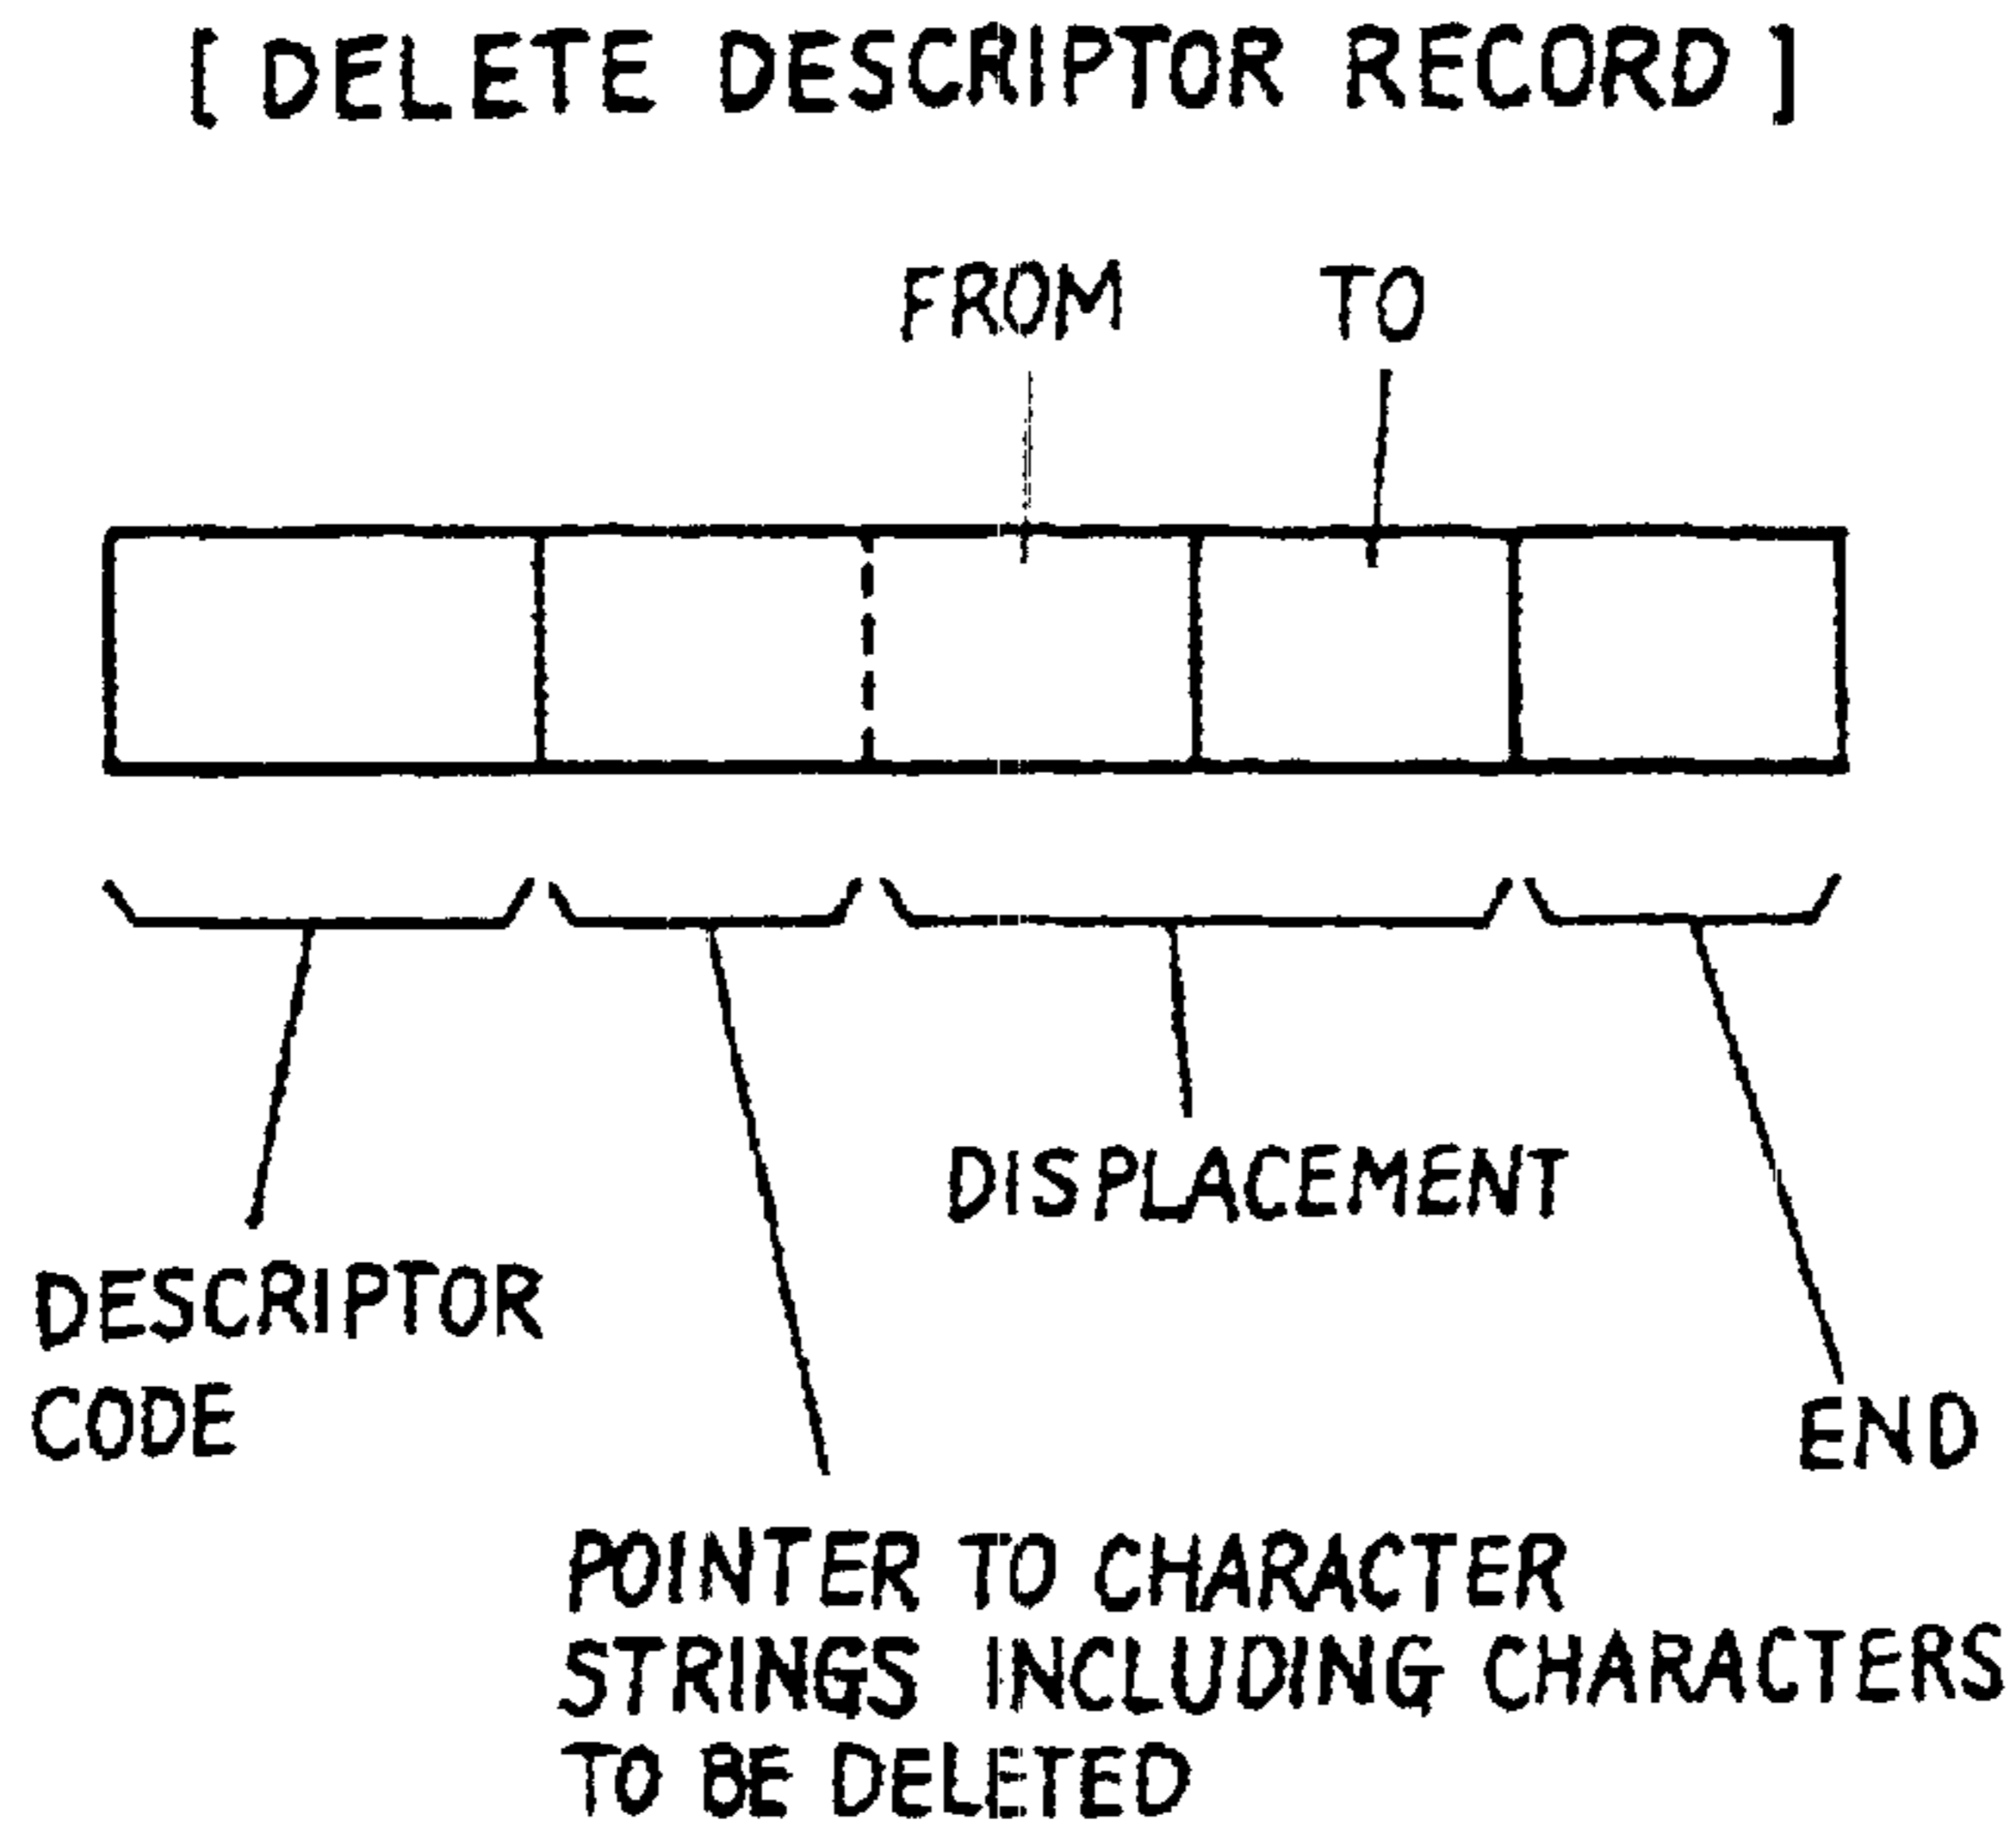 [ DELETE DESCRIPTOR RECORD ]
FROM
TO
DISPLACEMENT
DESCRIPTOR
CODE
END
POINTER TO CHARACTER
STRINGS INCLUDING CHARACTERS
TO BE DELETED